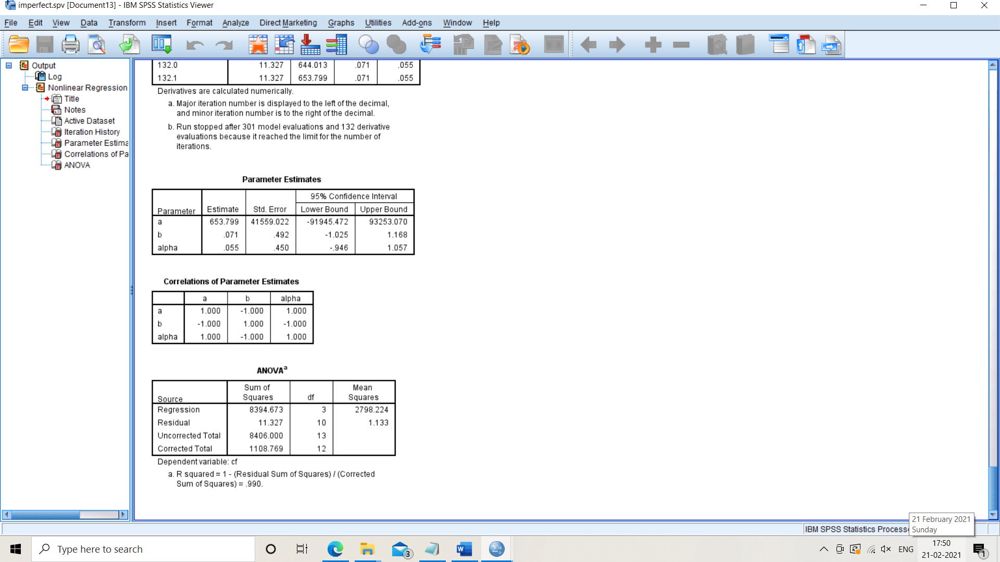 imperfect.spv [Document13] - IBM SPSS Statistics Viewer
File Edit View Data Transform Insert Format Analyze Direct Marketing Graphs Utilities Add-ons Window Help
Output
Log
Nonlinear Regression
Title
Notes
Active Dataset
Iteration History
Parameter Estima
Correlations of Pa
ANOVA
132.0 11.327 644.013 .071 .055
132.1 11.327 653.799 .071 .055
Derivatives are calculated numerically.
a. Major iteration number is displayed to the left of the decimal,
and minor iteration number is to the right of the decimal.
b. Run stopped after 301 model evaluations and 132 derivative
evaluations because it reached the limit for the number of
iterations.
Parameter Estimates
95% Confidence Interval
Parameter Estimate Std. Error Lower Bound Upper Bound
a 653.799 41559.022 -91945.472 93253.070
b .071 .492 -1.025 1.168
alpha .055 .450 -.946 1.057
Correlations of Parameter Estimates
a b alpha
a 1.000 -1.000 1.000
b -1.000 1.000 -1.000
alpha 1.000 -1.000 1.000
ANOVAa
Sum of Mean
Source Squares df Squares
Regression 8394.673 3 2798.224
Residual 11.327 10 1.133
Uncorrected Total 8406.000 13
Corrected Total 1108.769 12
Dependent variable: cf
a. R squared = 1 - (Residual Sum of Squares) / (Corrected
Sum of Squares) = .990.
IBM SPSS Statistics Process
21 February 2021
Sunday
Type here to search
3
W
Σα
ENG
17:50
21-02-2021
1